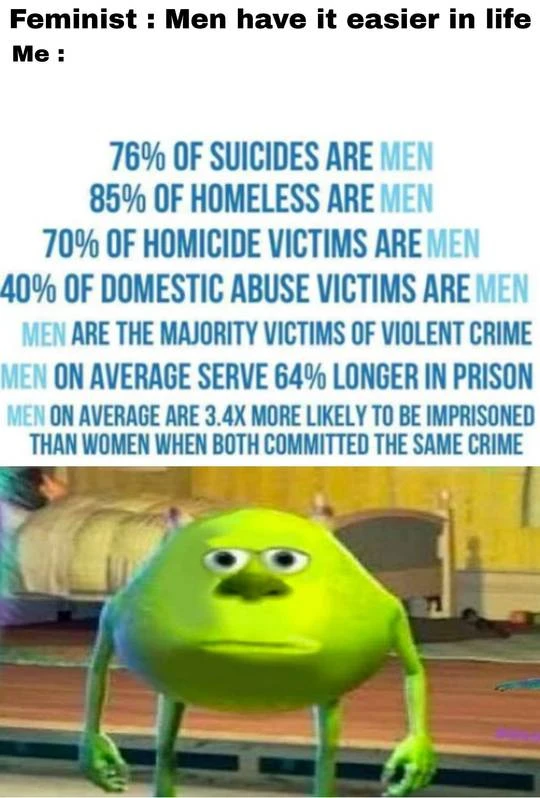 Feminist : Men have it easier in life
Me :
76% OF SUICIDES ARE MEN
85% OF HOMELESS ARE MEN
70% OF HOMICIDE VICTIMS ARE MEN
40% OF DOMESTIC ABUSE VICTIMS ARE MEN
MEN ARE THE MAJORITY VICTIMS OF VIOLENT CRIME
MEN ON AVERAGE SERVE 64% LONGER IN PRISON
MEN ON AVERAGE ARE 3.4X MORE LIKELY TO BE IMPRISONED
THAN WOMEN WHEN BOTH COMMITTED THE SAME CRIME